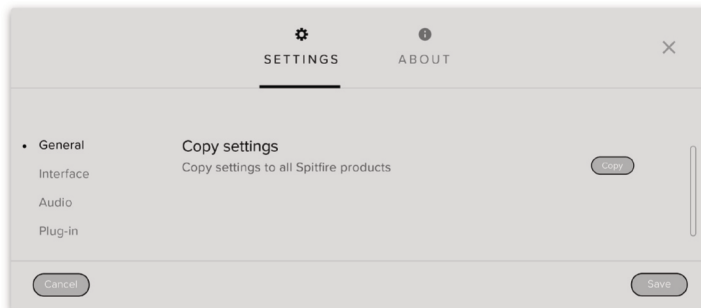 SETTINGS
ABOUT
General
Interface
Audio
Plug-in
Copy settings
Copy settings to all Spitfire products
Copy
Cancel
Save